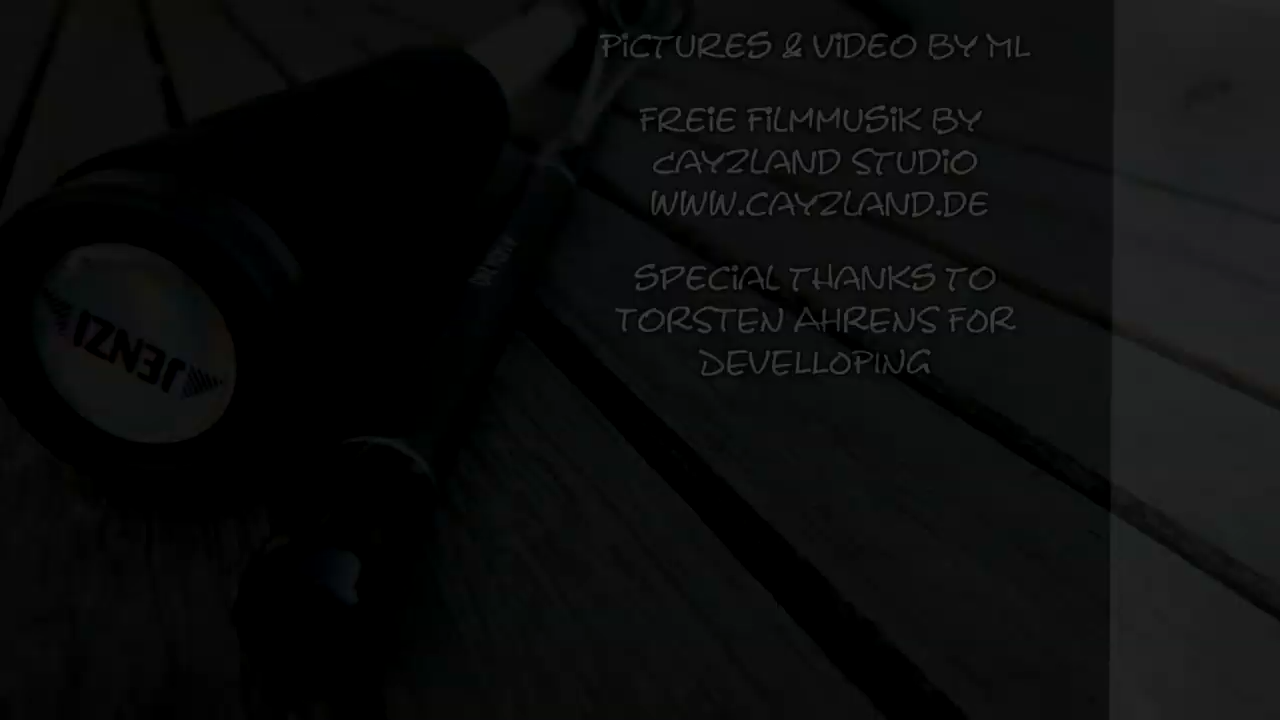 PiCTURES & ViDEO BY ML
FREiE FiLMMUSiK BY
CAYZLAND STUDiO
WWW.CAYZLAND.DE
SPECiAL THANKS TO
TORSTEN AHRENS FOR
DEVELLOPING
JENZI